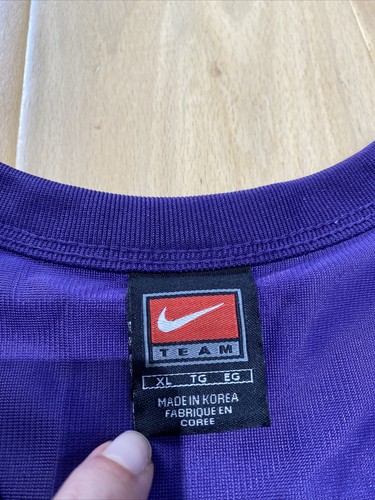 TEAM
XL TG EG
MADE IN KOREA
FABRIQUE EN
COREE